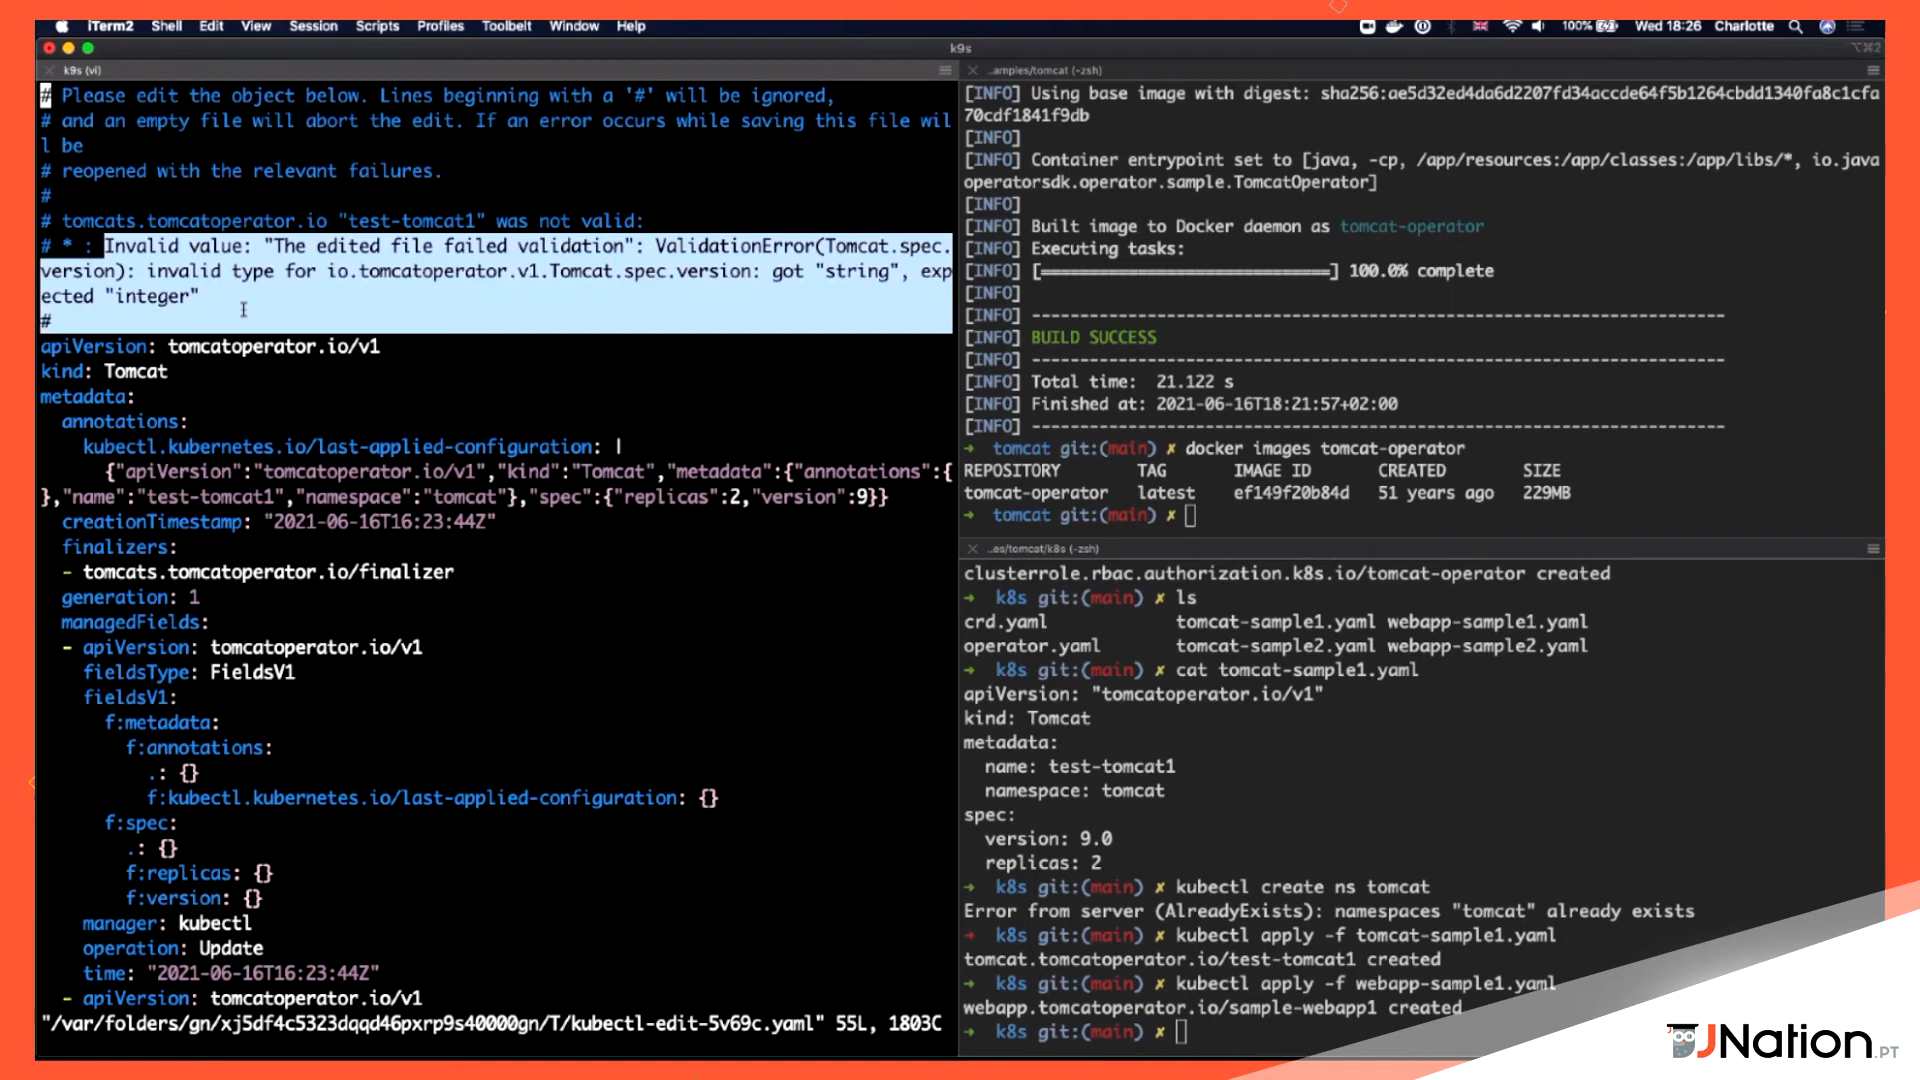 iTerm2 Shell Edit View Session Scripts Profiles Toolbelt Window Help 100% Wed 18:26 Charlotte
k9s
⌥⌘2
k9s (vi)
# Please edit the object below. Lines beginning with a '#' will be ignored,
# and an empty file will abort the edit. If an error occurs while saving this file wil
l be
# reopened with the relevant failures.
#
# tomcats.tomcatoperator.io "test-tomcat1" was not valid:
# * : Invalid value: "The edited file failed validation": ValidationError(Tomcat.spec.
version): invalid type for io.tomcatoperator.v1.Tomcat.spec.version: got "string", exp
ected "integer"
#
apiVersion: tomcatoperator.io/v1
kind: Tomcat
metadata:
  annotations:
    kubectl.kubernetes.io/last-applied-configuration: |
      {"apiVersion":"tomcatoperator.io/v1","kind":"Tomcat","metadata":{"annotations":{
},"name":"test-tomcat1","namespace":"tomcat"},"spec":{"replicas":2,"version":9}}
  creationTimestamp: "2021-06-16T16:23:44Z"
  finalizers:
  - tomcats.tomcatoperator.io/finalizer
  generation: 1
  managedFields:
  - apiVersion: tomcatoperator.io/v1
    fieldsType: FieldsV1
    fieldsV1:
      f:metadata:
        f:annotations:
          .: {}
          f:kubectl.kubernetes.io/last-applied-configuration: {}
      f:spec:
        .: {}
        f:replicas: {}
        f:version: {}
    manager: kubectl
    operation: Update
    time: "2021-06-16T16:23:44Z"
  - apiVersion: tomcatoperator.io/v1
"/var/folders/gn/xj5df4c5323dqqd46pxrp9s40000gn/T/kubectl-edit-5v69c.yaml" 55L, 1803C
..amples/tomcat (-zsh)
[INFO] Using base image with digest: sha256:ae5d32ed4da6d2207fd34accde64f5b1264cbdd1340fa8c1cfa
70cdf1841f9db
[INFO]
[INFO] Container entrypoint set to [java, -cp, /app/resources:/app/classes:/app/libs/*, io.java
operatorsdk.operator.sample.TomcatOperator]
[INFO]
[INFO] Built image to Docker daemon as tomcat-operator
[INFO] Executing tasks:
[INFO] [==============================] 100.0% complete
[INFO]
[INFO] ------------------------------------------------------------------------
[INFO] BUILD SUCCESS
[INFO] ------------------------------------------------------------------------
[INFO] Total time:  21.122 s
[INFO] Finished at: 2021-06-16T18:21:57+02:00
[INFO] ------------------------------------------------------------------------
→ tomcat git:(main) ✗ docker images tomcat-operator
REPOSITORY TAG IMAGE ID CREATED SIZE
tomcat-operator latest ef149f20b84d 51 years ago 229MB
→ tomcat git:(main) ✗
..es/tomcat/k8s (-zsh)
clusterrole.rbac.authorization.k8s.io/tomcat-operator created
→ k8s git:(main) ✗ ls
crd.yaml tomcat-sample1.yaml webapp-sample1.yaml
operator.yaml tomcat-sample2.yaml webapp-sample2.yaml
→ k8s git:(main) ✗ cat tomcat-sample1.yaml
apiVersion: "tomcatoperator.io/v1"
kind: Tomcat
metadata:
  name: test-tomcat1
  namespace: tomcat
spec:
  version: 9.0
  replicas: 2
→ k8s git:(main) ✗ kubectl create ns tomcat
Error from server (AlreadyExists): namespaces "tomcat" already exists
→ k8s git:(main) ✗ kubectl apply -f tomcat-sample1.yaml
tomcat.tomcatoperator.io/test-tomcat1 created
→ k8s git:(main) ✗ kubectl apply -f webapp-sample1.yaml
webapp.tomcatoperator.io/sample-webapp1 created
→ k8s git:(main) ✗
JNation.PT